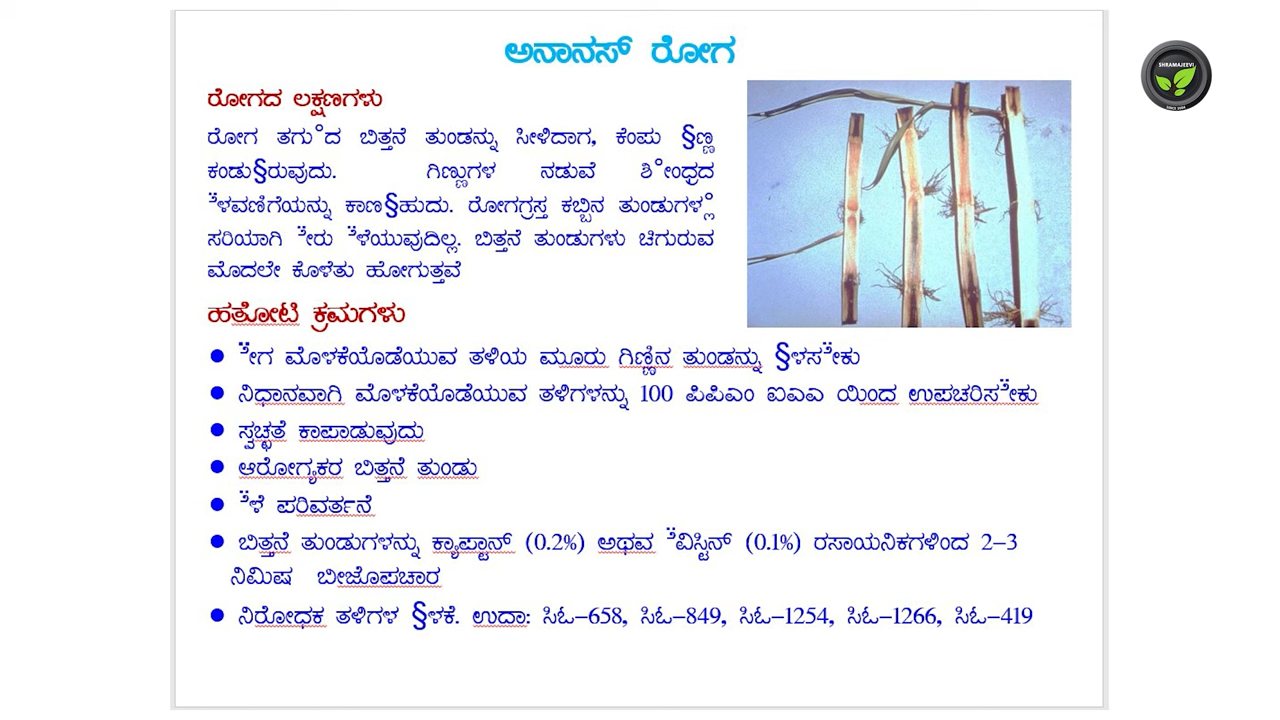 ಅನಾನಸ್ ರೋಗ
SHRAMAJEEVI
SINCE 2004
ರೋಗದ ಲಕ್ಷಣಗಳು
ರೋಗ ತಗು ಿದ ಬಿತ್ತನೆ ತುಂಡನ್ನು ಸೀಳಿದಾಗ, ಕೆಂಪು §ಣ್ಣ
ಕಂಡು§ರುವುದು. ಗಿಣ್ಣುಗಳ ನಡುವೆ
ಕಾಣ§ಹುದು. ರೋಗಗ್ರಸ್ತ ಕಬ್ಬಿನ
ಸರಿಯಾಗಿ ಬಿತ್ತನೆ ತುಂಡುಗಳು ಚಿಗುರುವ
ಮೊದಲೇ ಕೊಳೆತು ಹೋಗುತ್ತವೆ
ಹತೋಟಿ ಕ್ರಮಗಳು
ಮೊಳಕೆಯೊಡೆಯುವ ತಳಿಯ ಮೂರು ಗಿಣ್ಣಿನ ತುಂಡನ್ನು
ನಿಧಾನವಾಗಿ ಮೊಳಕೆಯೊಡೆಯುವ ತಳಿಗಳನ್ನು 100 ಪಿಪಿಎಂ ಐಎಎ ಯಿಂದ
ಸ್ವಚ್ಛತೆ ಕಾಪಾಡುವುದು
ಆರೋಗ್ಯಕರ ಬಿತ್ತನೆ ತುಂಡು
ಪರಿವರ್ತನೆ
ಬಿತ್ತನೆ ತುಂಡುಗಳನ್ನು ಕ್ಯಾಪ್ಟಾನ್ (0.2%) ಅಥವ (0.1%) ರಸಾಯನಿಕಗಳಿಂದ 2-3
ನಿಮಿಷ ಬೀಜೊಪಚಾರ
ನಿರೋಧಕ ತಳಿಗಳ §ಳಕೆ. ಉದಾ: ಸಿಓ-658, ಸಿಓ-849, ಸಿಓ-1254, ಸಿಓ-1266, ಸಿಓ-419